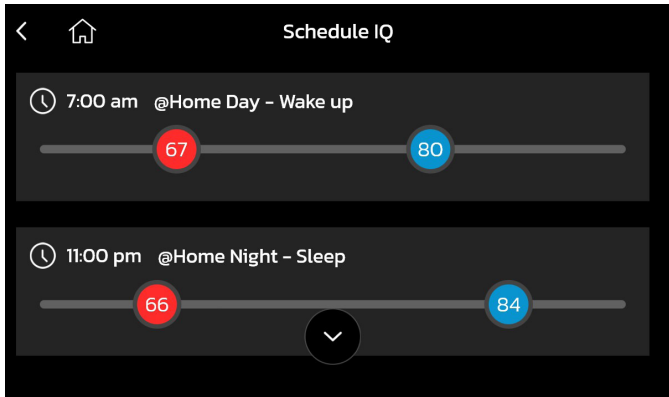 Schedule IQ
7:00 am @Home Day - Wake up
67 80
11:00 pm @Home Night - Sleep
66 84